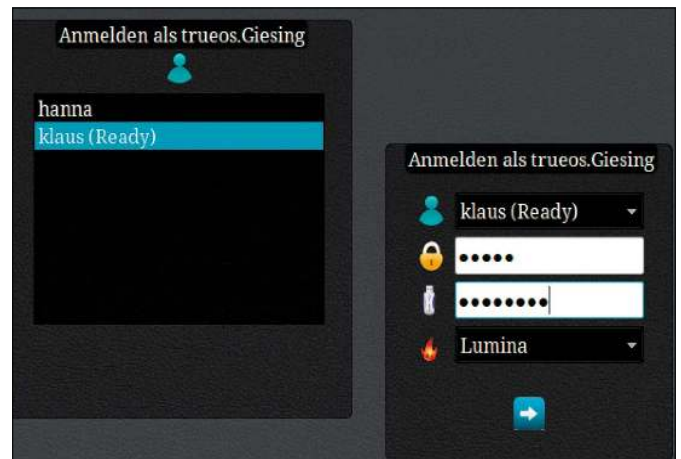 Anmelden als trueos.Giesing
hanna
klaus (Ready)
Anmelden als trueos.Giesing
klaus (Ready)
●●●●●
●●●●●●●●
Lumina